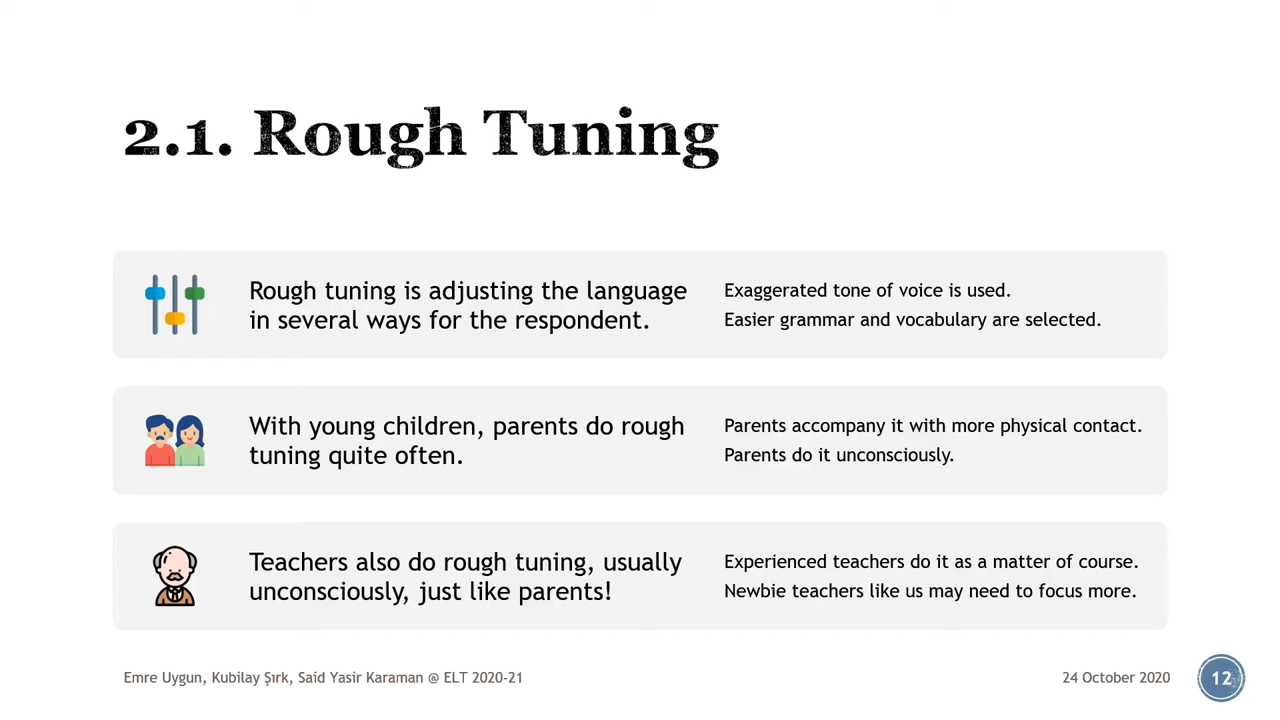 2.1. Rough Tuning
Rough tuning is adjusting the language
in several ways for the respondent.
Exaggerated tone of voice is used.
Easier grammar and vocabulary are selected.
With young children, parents do rough
tuning quite often.
Parents accompany it with more physical contact.
Parents do it unconsciously.
Teachers also do rough tuning, usually
unconsciously, just like parents!
Experienced teachers do it as a matter of course.
Newbie teachers like us may need to focus more.
Emre Uygun, Kubilay Şırk, Said Yasir Karaman @ ELT 2020-21
24 October 2020
12